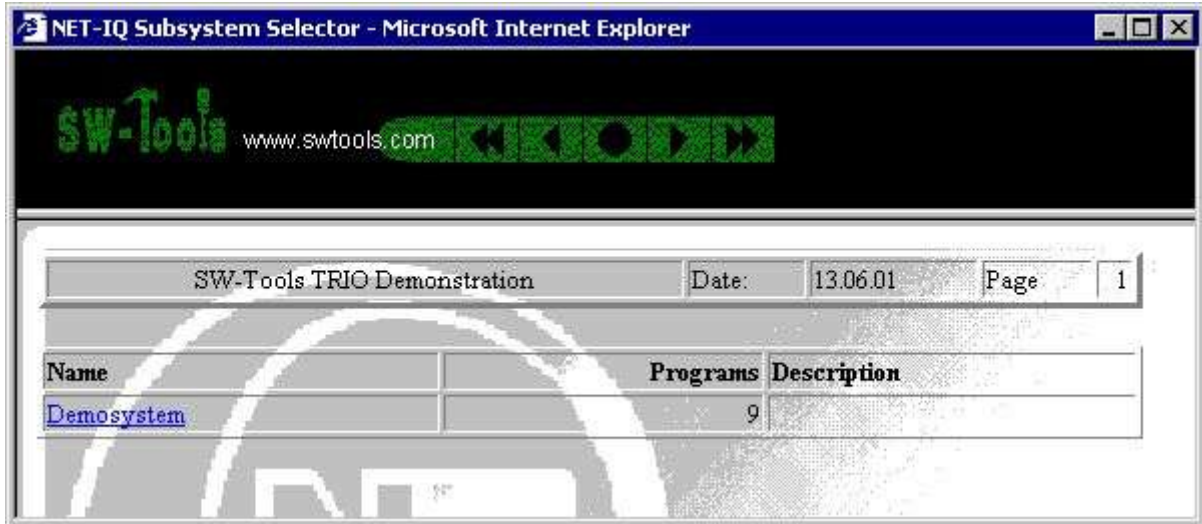 NET-IQ Subsystem Selector - Microsoft Internet Explorer
SW-Tools www.swtools.com
SW-Tools TRIO Demonstration Date: 13.06.01 Page 1
Name Programs Description
Demosystem 9